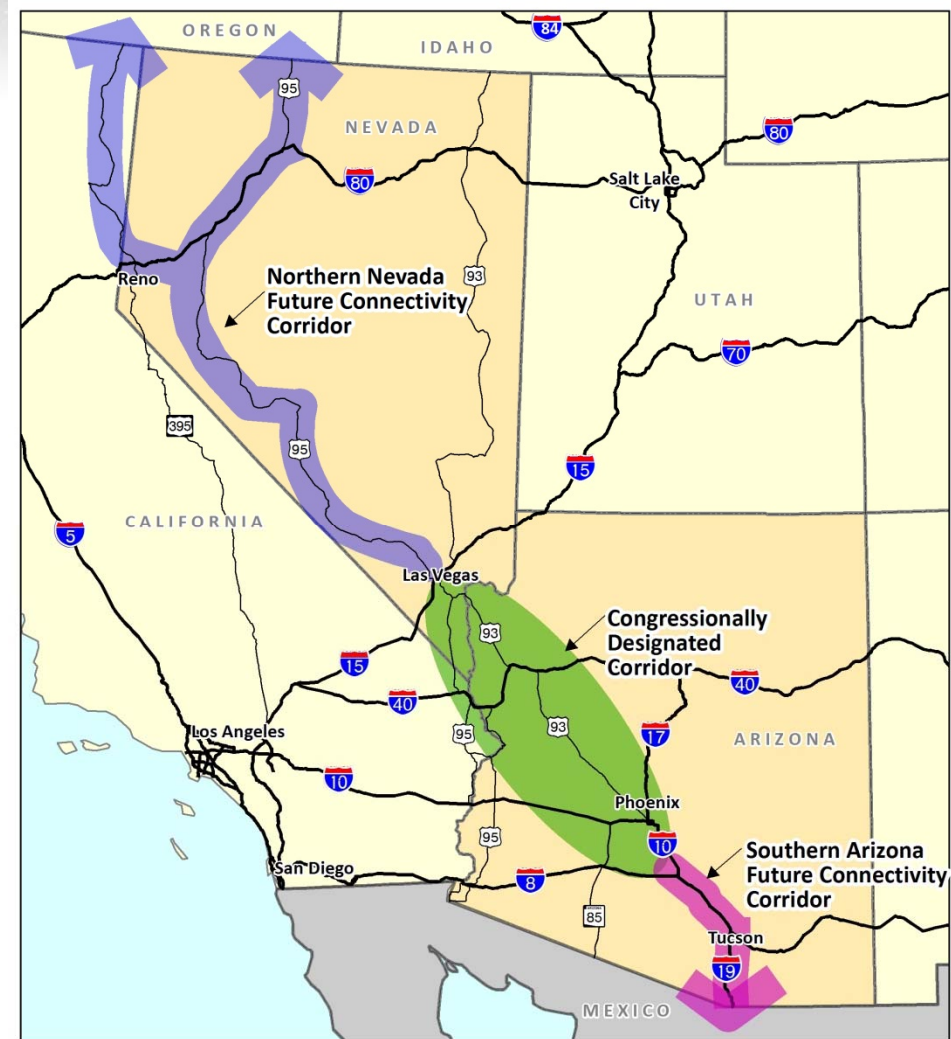 OREGON
IDAHO
84
95
NEVADA
80
80
Salt Lake
City
Reno
Northern Nevada
Future Connectivity
Corridor
93
UTAH
70
395
95
15
CALIFORNIA
5
Las Vegas
Congressionally
Designated
Corridor
93
15
40
40
95
93
17
ARIZONA
Los Angeles
10
Phoenix
95
10
Southern Arizona
Future Connectivity
Corridor
San Diego
8
85
Tucson
19
MEXICO